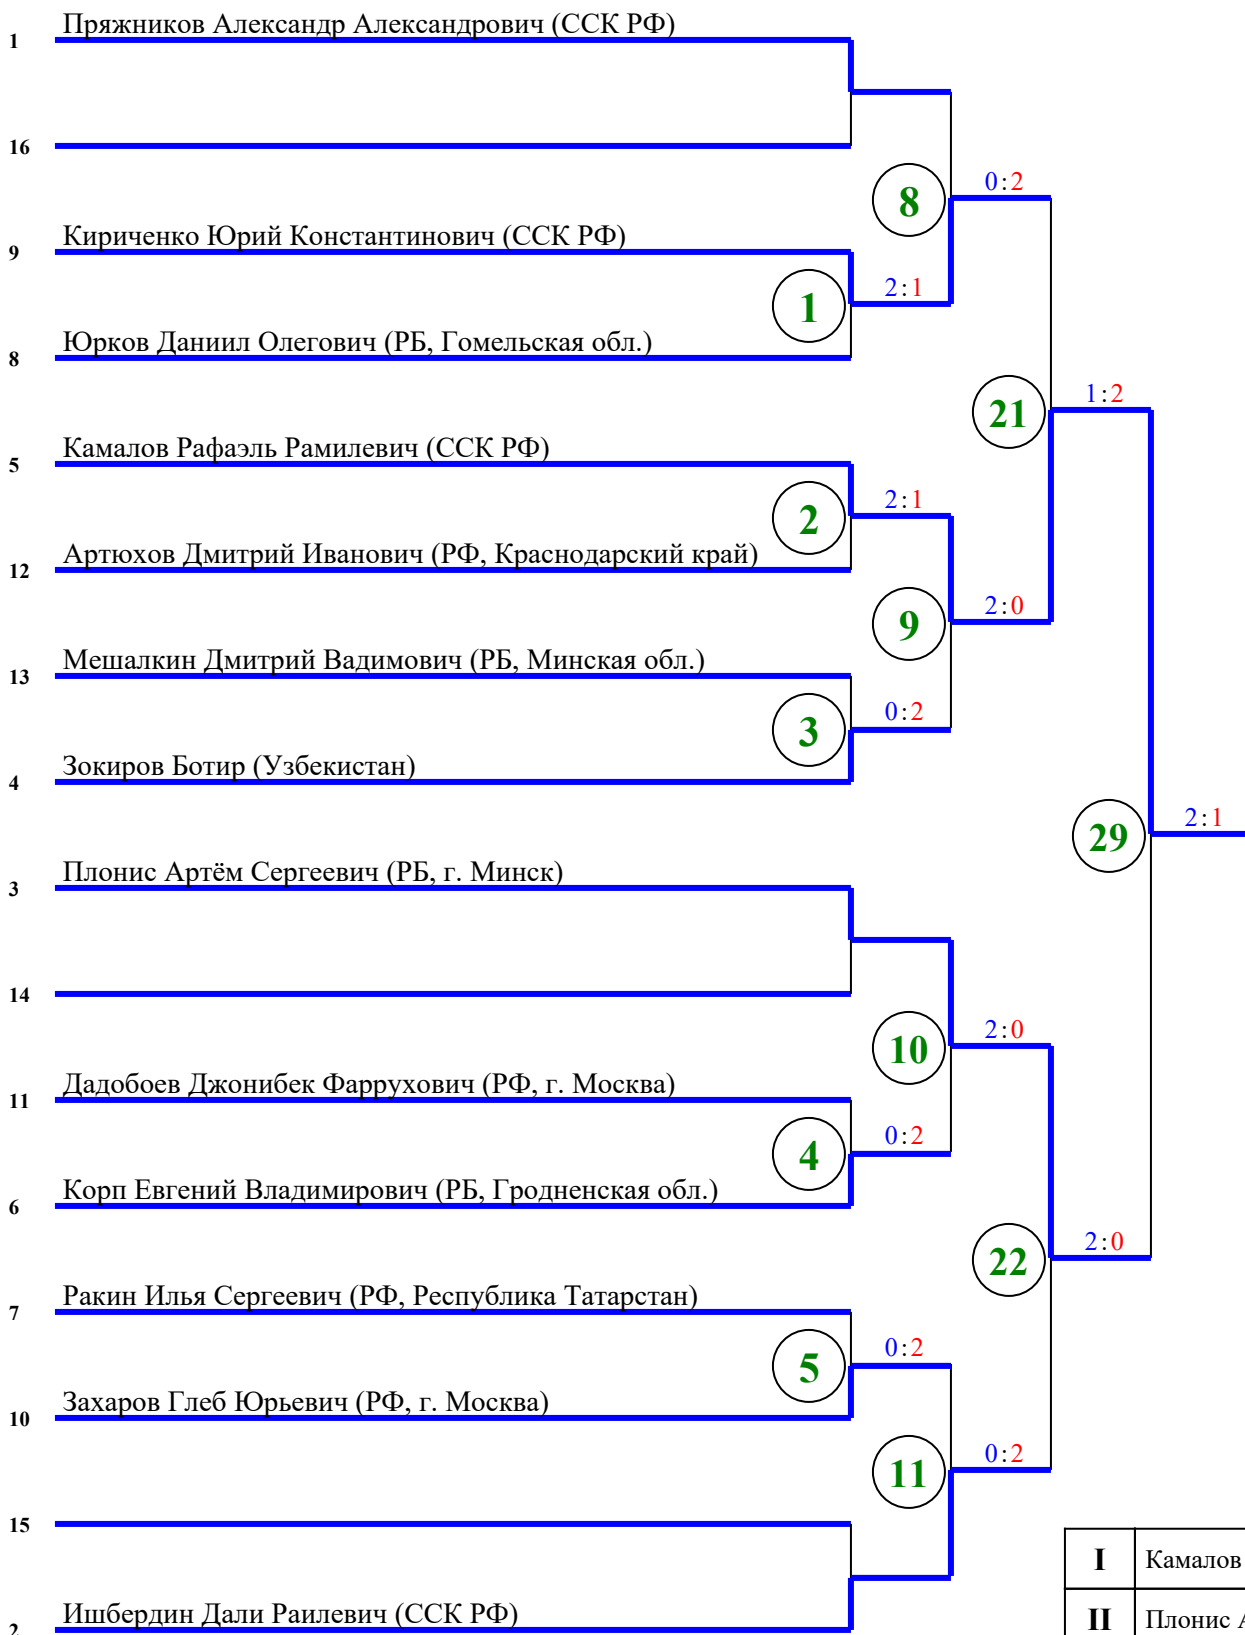 1 Пряжников Александр Александрович (ССК РФ)
16
8 0:2
9 Кириченко Юрий Константинович (ССК РФ)
1 2:1
8 Юрков Даниил Олегович (РБ, Гомельская обл.)
21 1:2
5 Камалов Рафаэль Рамилевич (ССК РФ)
2 2:1
12 Артюхов Дмитрий Иванович (РФ, Краснодарский край)
9 2:0
13 Мешалкин Дмитрий Вадимович (РБ, Минская обл.)
3 0:2
4 Зокиров Ботир (Узбекистан)
29 2:1
3 Плонис Артём Сергеевич (РБ, г. Минск)
14
10 2:0
11 Дадобоев Джонибек Фаррухович (РФ, г. Москва)
4 0:2
6 Корп Евгений Владимирович (РБ, Гродненская обл.)
22 2:0
7 Ракин Илья Сергеевич (РФ, Республика Татарстан)
5 0:2
10 Захаров Глеб Юрьевич (РФ, г. Москва)
11 0:2
15
I Камалов
2 Ишбердин Дали Раилевич (ССК РФ)
II Плонис